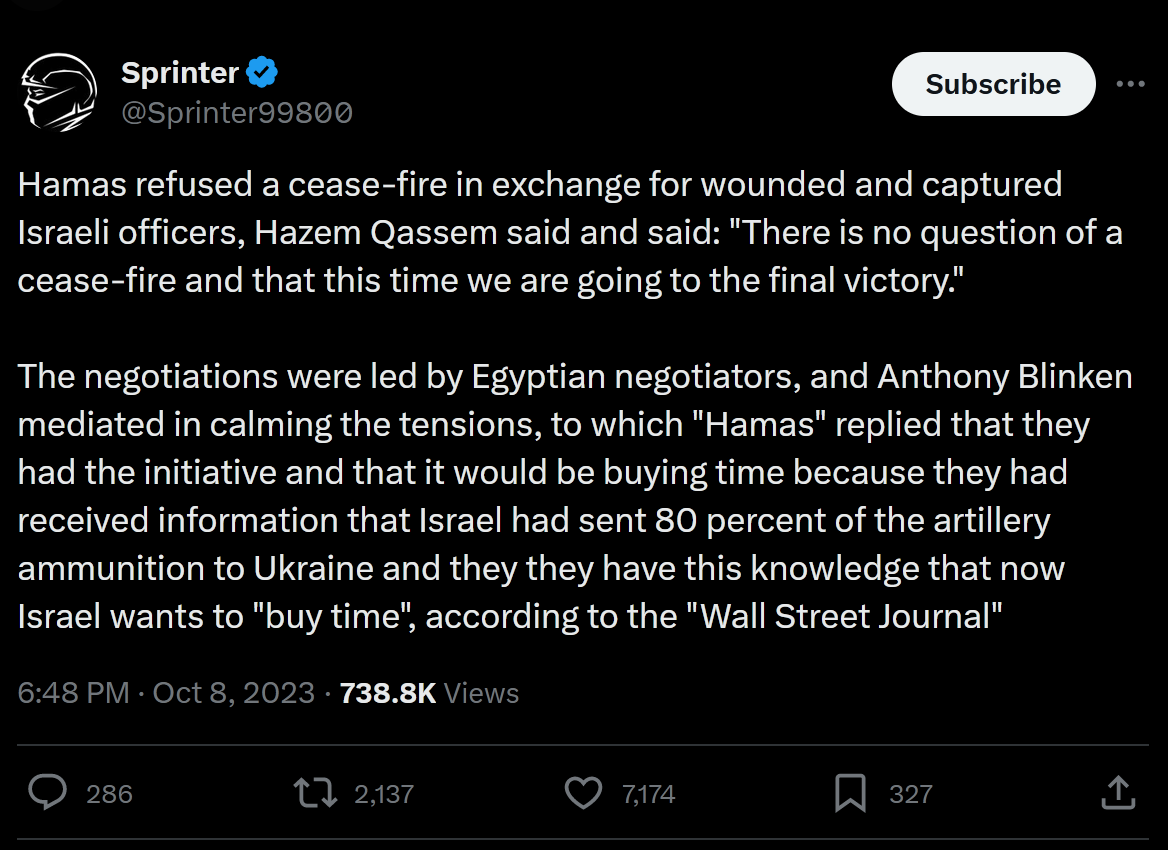 Sprinter
@Sprinter99800
Subscribe
Hamas refused a cease-fire in exchange for wounded and captured
Israeli officers, Hazem Qassem said and said: "There is no question of a
cease-fire and that this time we are going to the final victory."
The negotiations were led by Egyptian negotiators, and Anthony Blinken
mediated in calming the tensions, to which "Hamas" replied that they
had the initiative and that it would be buying time because they had
received information that Israel had sent 80 percent of the artillery
ammunition to Ukraine and they they have this knowledge that now
Israel wants to "buy time", according to the "Wall Street Journal"
6:48 PM · Oct 8, 2023 · 738.8K Views
286 2,137 7,174 327